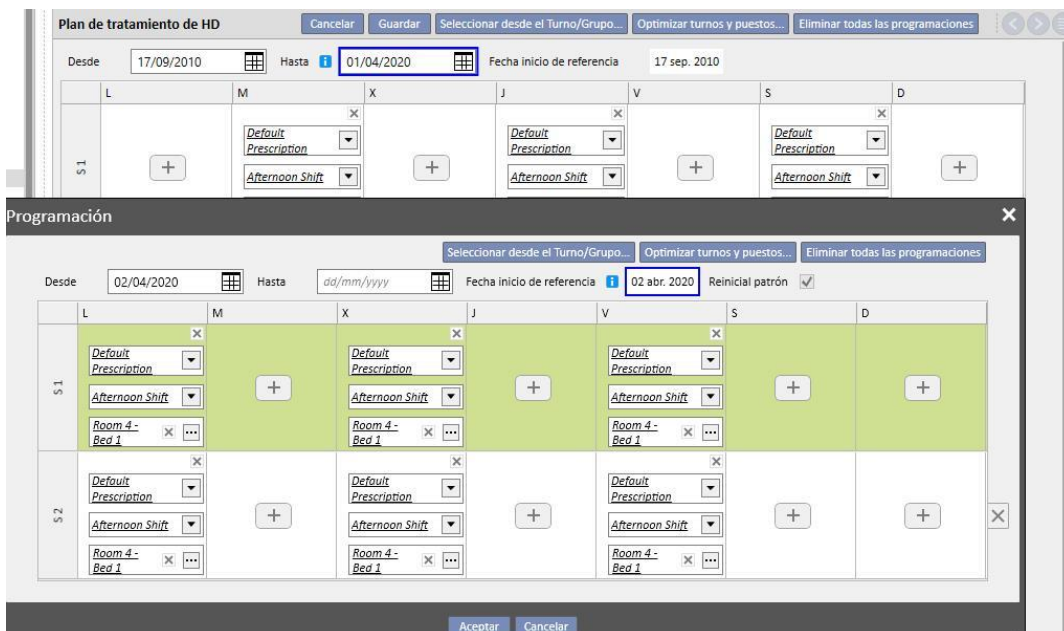 Plan de tratamiento de HD Cancelar Guardar Seleccionar desde el Turno/Grupo... Optimizar turnos y puestos... Eliminar todas las programaciones
Desde 17/09/2010 Hasta 01/04/2020 Fecha inicio de referencia 17 sep. 2010
L M X J V S D
Default Default Default
Prescription Prescription Prescription
S 1
Afternoon Shift Afternoon Shift Afternoon Shift
Programación
Seleccionar desde el Turno/Grupo... Optimizar turnos y puestos... Eliminar todas las programaciones
Desde 02/04/2020 Hasta dd/mm/yyyy Fecha inicio de referencia 02 abr. 2020 Reinicial patrón
L M X J V S D
Default Default Default
Prescription Prescription Prescription
S 1
Afternoon Shift Afternoon Shift Afternoon Shift
Room 4 - Room 4 - Room 4 -
Bed 1 Bed 1 Bed 1
Default Default Default
Prescription Prescription Prescription
S 2
Afternoon Shift Afternoon Shift Afternoon Shift
Room 4 - Room 4 - Room 4 -
Bed 1 Bed 1 Bed 1
Aceptar Cancelar